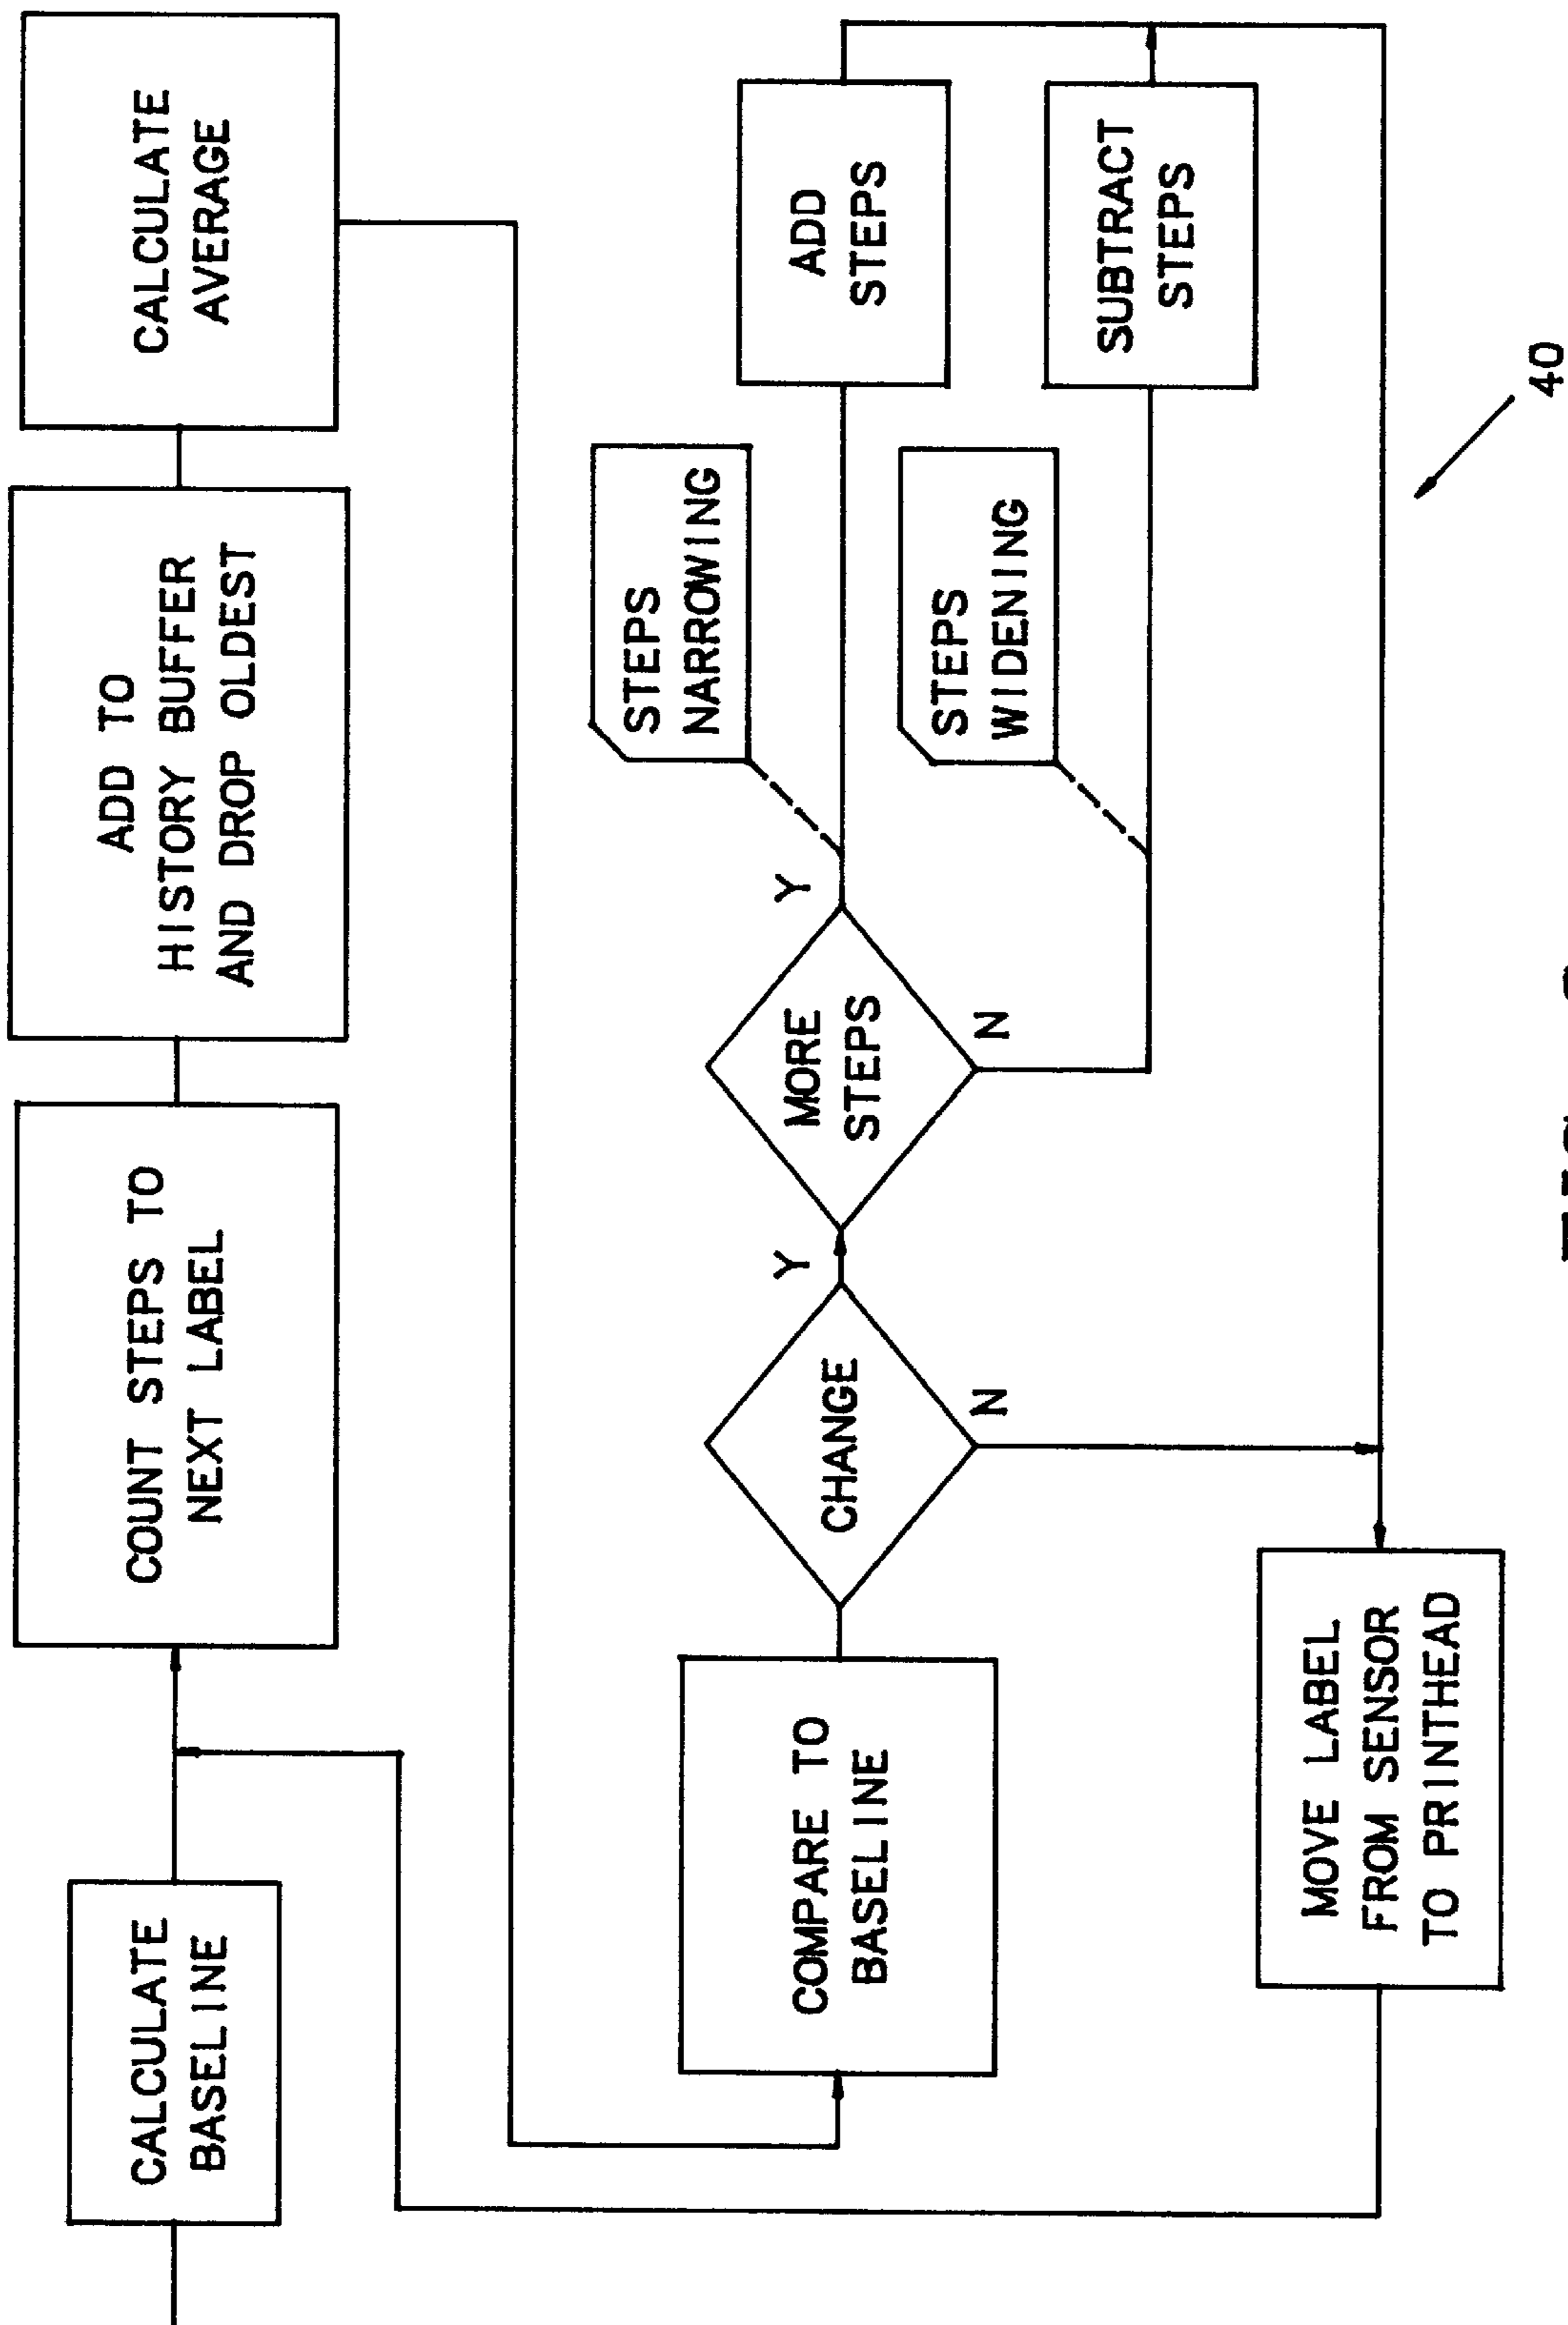 CALCULATE
BASELINE
COUNT STEPS TO
NEXT LABEL
ADD TO
HISTORY BUFFER
AND DROP OLDEST
CALCULATE
AVERAGE
COMPARE TO
BASELINE
CHANGE
Y
N
MORE
STEPS
Y
N
STEPS
NARROWING
STEPS
WIDENING
ADD
STEPS
SUBTRACT
STEPS
MOVE LABEL
FROM SENSOR
TO PRINTHEAD
40